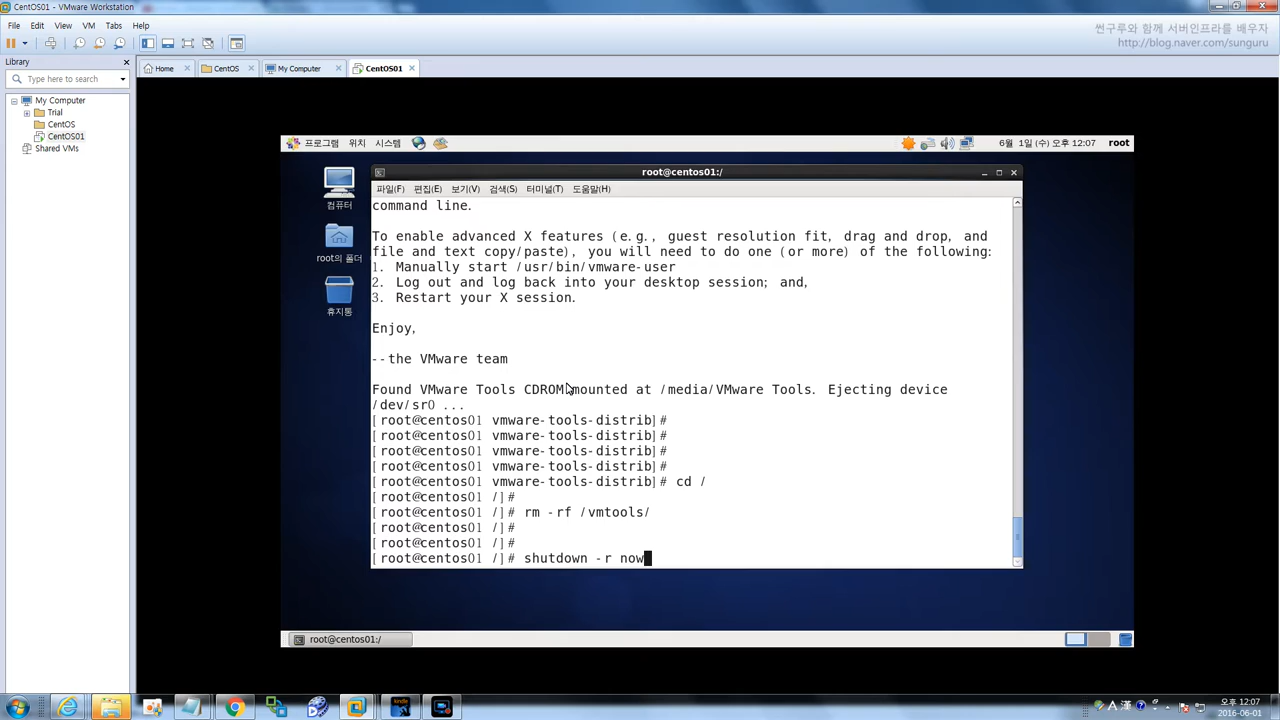 CentOS01 - VMware Workstation
File Edit View VM Tabs Help
썬구루와 함께 서버인프라를 배우자
http://blog.naver.com/sunguru
Library
Type here to search
My Computer
Trial
CentOS
CentOS01
Shared VMs
Home CentOS My Computer CentOS01
프로그램 위치 시스템 6월 1일 (수) 오후 12:07 root
컴퓨터
root의 폴더
휴지통
root@centos01:/
파일(F) 편집(E) 보기(V) 검색(S) 터미널(T) 도움말(H)
command line.
To enable advanced X features (e.g., guest resolution fit, drag and drop, and
file and text copy/paste), you will need to do one (or more) of the following:
1. Manually start /usr/bin/vmware-user
2. Log out and log back into your desktop session; and,
3. Restart your X session.
Enjoy,
--the VMware team
Found VMware Tools CDROM mounted at /media/VMware Tools. Ejecting device
/dev/sr0 ...
[root@centos01 vmware-tools-distrib]#
[root@centos01 vmware-tools-distrib]#
[root@centos01 vmware-tools-distrib]#
[root@centos01 vmware-tools-distrib]#
[root@centos01 vmware-tools-distrib]# cd /
[root@centos01 /]#
[root@centos01 /]# rm -rf /vmtools/
[root@centos01 /]#
[root@centos01 /]#
[root@centos01 /]# shutdown -r now
root@centos01:/
kindle
A 漢
오후 12:07
2016-06-01